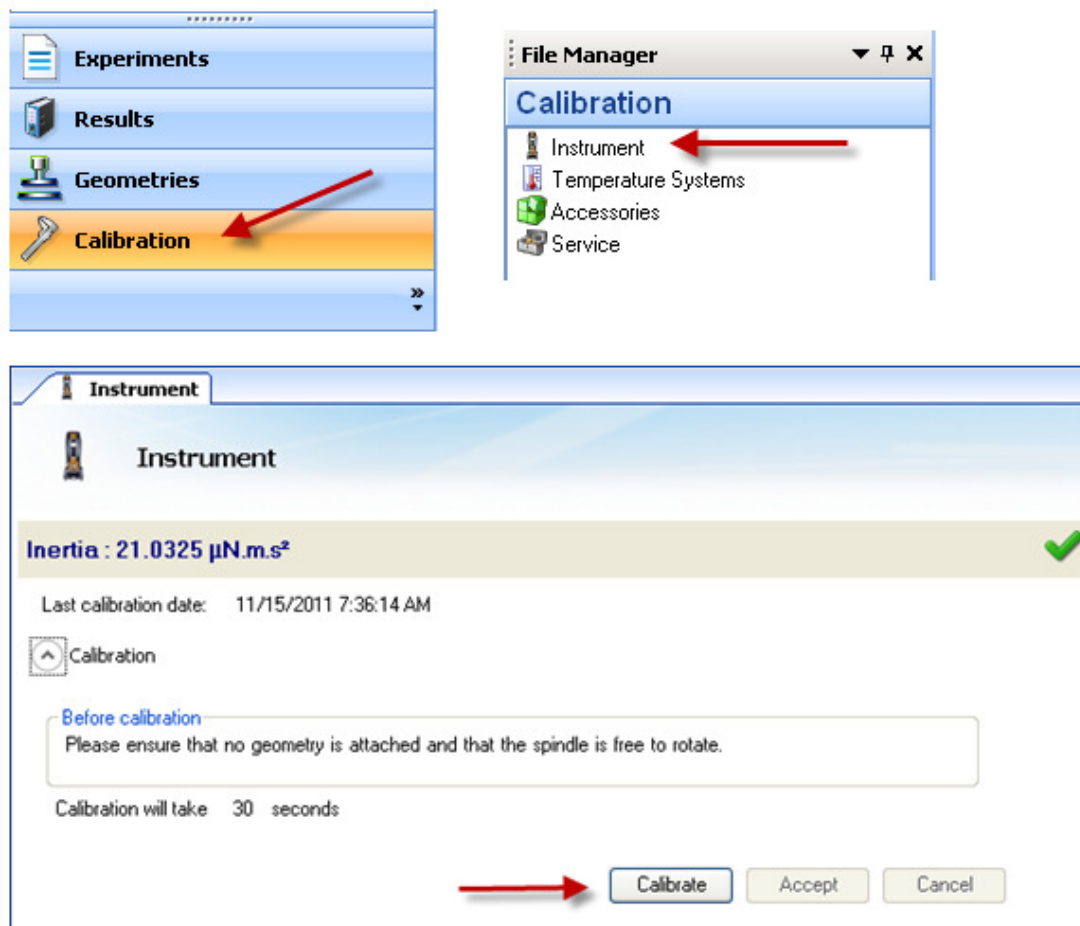 Experiments
Results
Geometries
Calibration
File Manager
Calibration
Instrument
Temperature Systems
Accessories
Service
Instrument
Instrument
Inertia : 21.0325 µN.m.s²
Last calibration date: 11/15/2011 7:36:14 AM
Calibration
Before calibration
Please ensure that no geometry is attached and that the spindle is free to rotate.
Calibration will take 30 seconds
Calibrate Accept Cancel